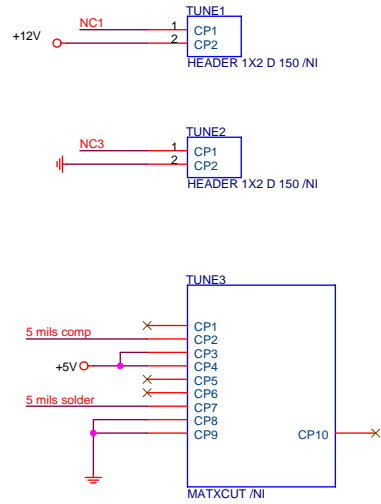 TUNE1
NC1
1
CP1
+12V
2
CP2
HEADER 1X2 D 150 /NI
TUNE2
NC3
1
CP1
2
CP2
HEADER 1X2 D 150 /NI
TUNE3
CP1
5 mils comp
CP2
CP3
+5V
CP4
CP5
CP6
5 mils solder
CP7
CP8
CP9
CP10
MATXCUT /NI